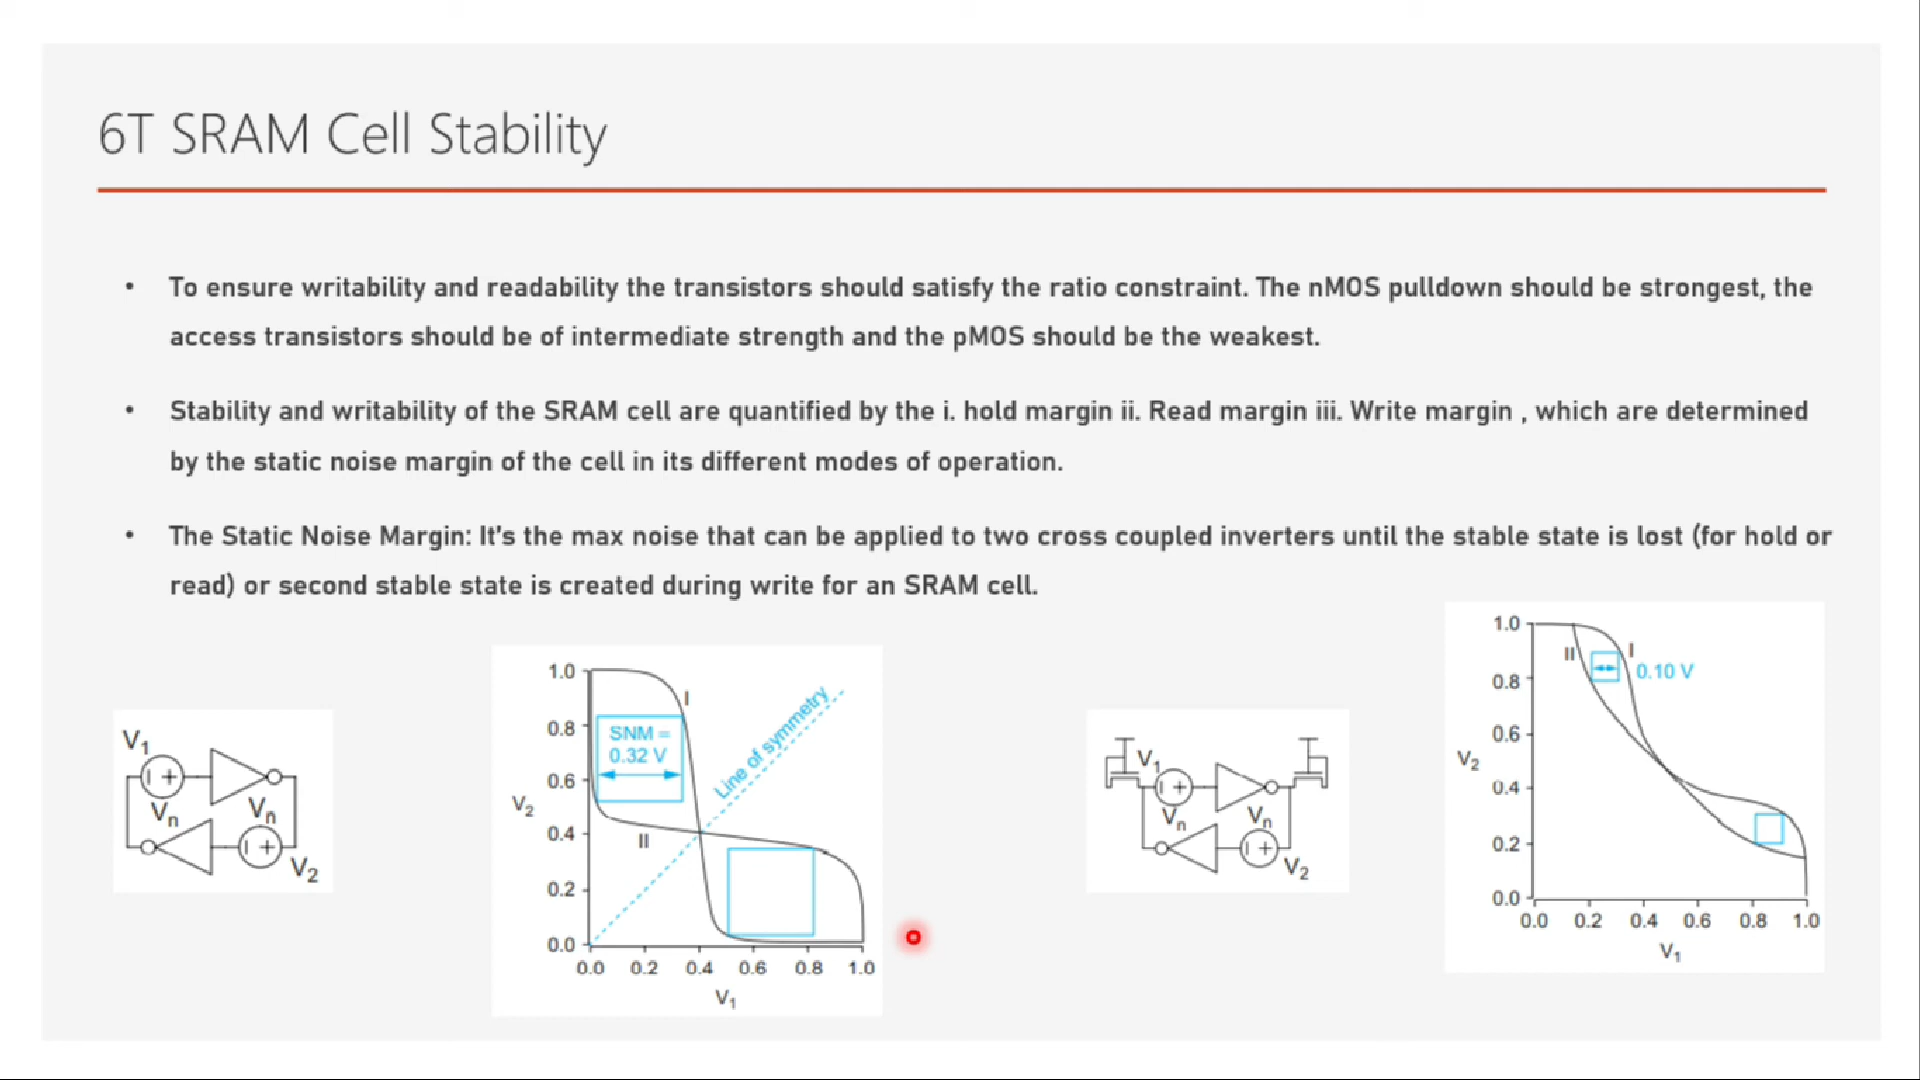 6T SRAM Cell Stability
• To ensure writability and readability the transistors should satisfy the ratio constraint. The nMOS pulldown should be strongest, the
access transistors should be of intermediate strength and the pMOS should be the weakest.
• Stability and writability of the SRAM cell are quantified by the i. hold margin ii. Read margin iii. Write margin , which are determined
by the static noise margin of the cell in its different modes of operation.
• The Static Noise Margin: It's the max noise that can be applied to two cross coupled inverters until the stable state is lost (for hold or
read) or second stable state is created during write for an SRAM cell.
V1
Vn
Vn
V2
1.0
0.8
0.6
0.4
0.2
0.0
V2
I
SNM =
0.32 V
Line of symmetry
II
0.0 0.2 0.4 0.6 0.8 1.0
V1
V1
Vn
Vn
V2
1.0
0.8
0.6
0.4
0.2
0.0
V2
II
I
0.10 V
0.0 0.2 0.4 0.6 0.8 1.0
V1